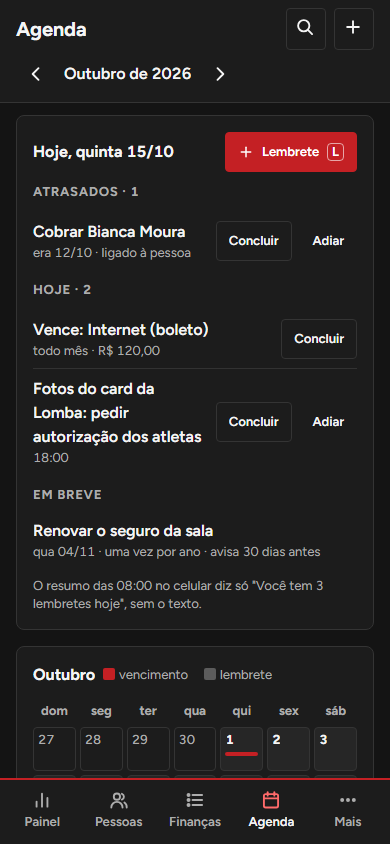 Agenda
Outubro de 2026
Hoje, quinta 15/10
Lembrete L
ATRASADOS · 1
Cobrar Bianca Moura
era 12/10 · ligado à pessoa
Concluir
Adiar
HOJE · 2
Vence: Internet (boleto)
todo mês · R$ 120,00
Concluir
Fotos do card da
Lomba: pedir
autorização dos atletas
18:00
Concluir
Adiar
EM BREVE
Renovar o seguro da sala
qua 04/11 · uma vez por ano · avisa 30 dias antes
O resumo das 08:00 no celular diz só "Você tem 3
lembretes hoje", sem o texto.
Outubro vencimento lembrete
dom seg ter qua qui sex sáb
27 28 29 30 1 2 3
Painel Pessoas Finanças Agenda Mais